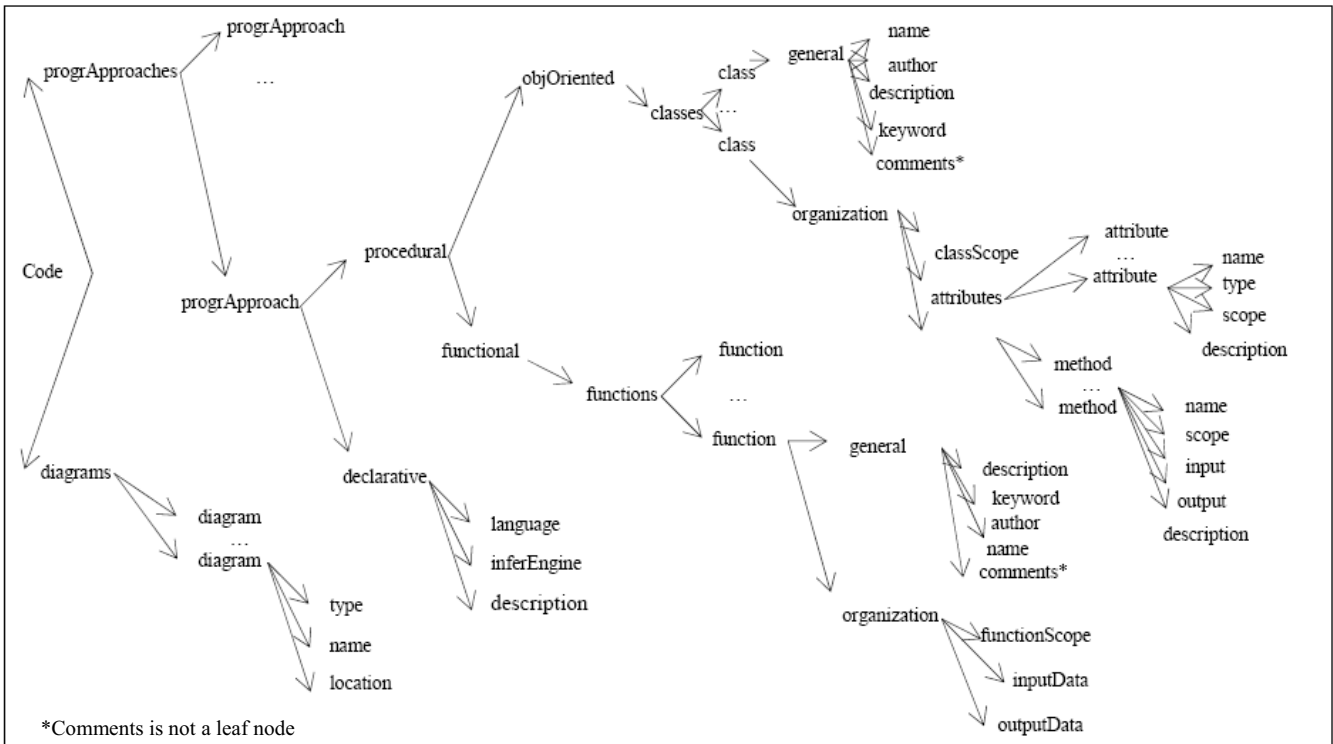 progrApproach
name
progrApproaches
general
author
class
objOriented
…
description
classes
…
keyword
class
comments*
organization
attribute
procedural
classScope
…
name
Code
attribute
type
progrApproach
attributes
scope
functional
function
description
method
functions
…
…
method
name
function
general
scope
diagrams
declarative
description
input
keyword
output
diagram
language
author
description
…
name
diagram
inferEngine
comments*
type
description
organization
functionScope
name
inputData
location
outputData
*Comments is not a leaf node